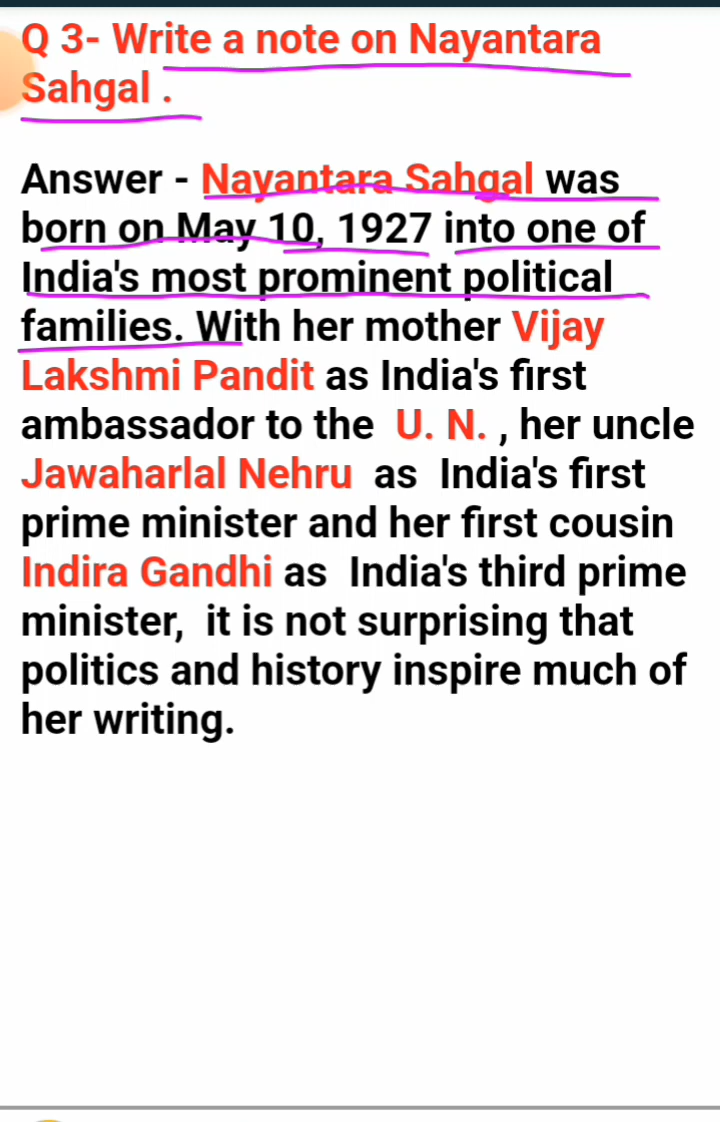 Q 3- Write a note on Nayantara
Sahgal .
Answer - Nayantara Sahgal was
born on May 10, 1927 into one of
India's most prominent political
families. With her mother Vijay
Lakshmi Pandit as India's first
ambassador to the U. N. , her uncle
Jawaharlal Nehru as India's first
prime minister and her first cousin
Indira Gandhi as India's third prime
minister, it is not surprising that
politics and history inspire much of
her writing.